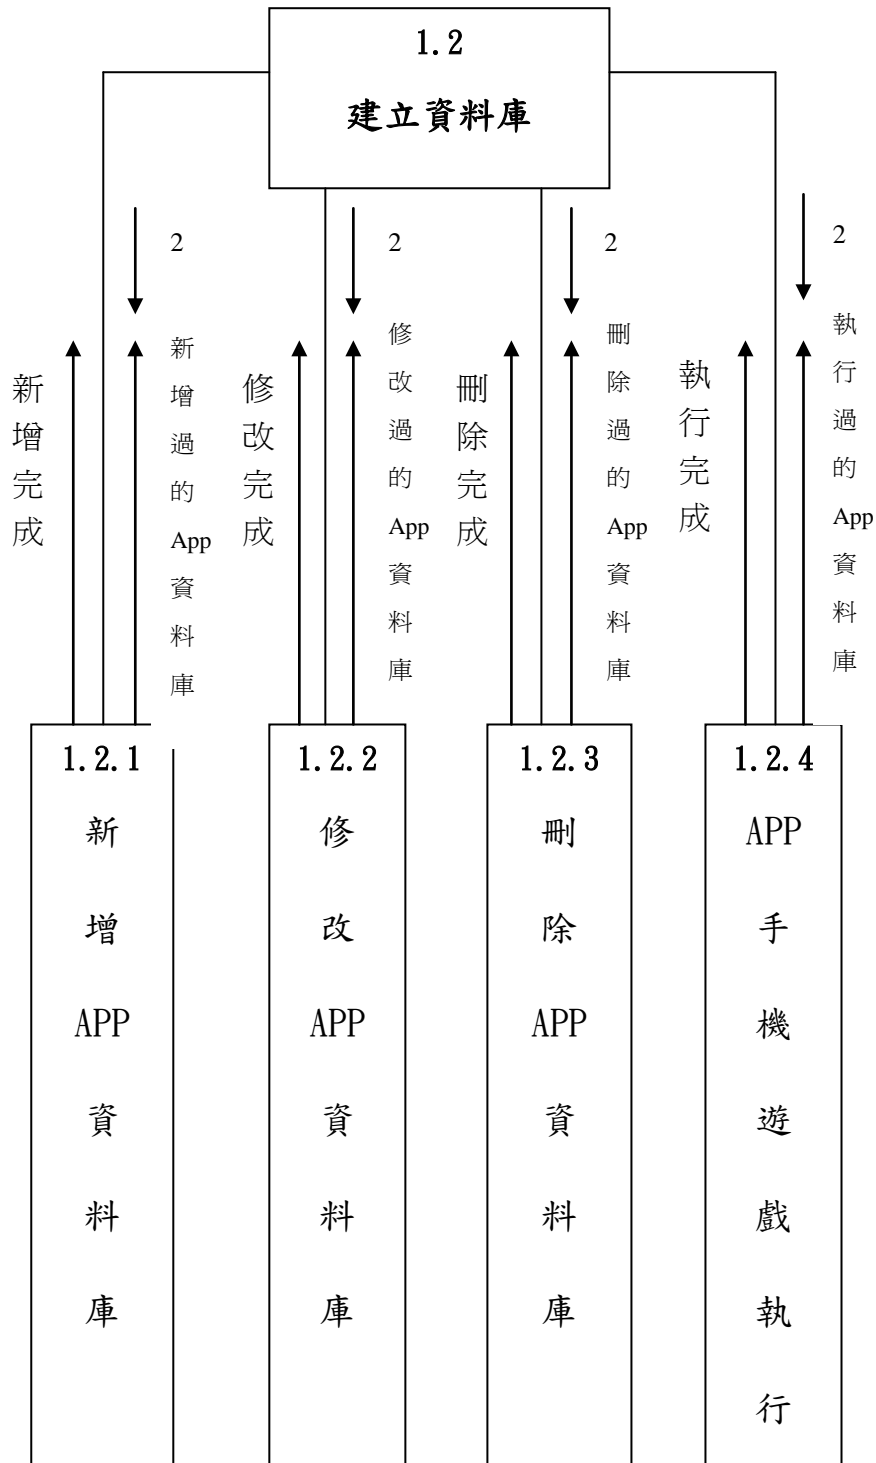 1.2
建立資料庫
2
新增過的App資料庫
新增完成
2
修改過的App資料庫
修改完成
2
刪除過的App資料庫
刪除完成
2
執行過的App資料庫
執行完成
1.2.1
新增APP資料庫
1.2.2
修改APP資料庫
1.2.3
刪除APP資料庫
1.2.4
APP手機遊戲執行